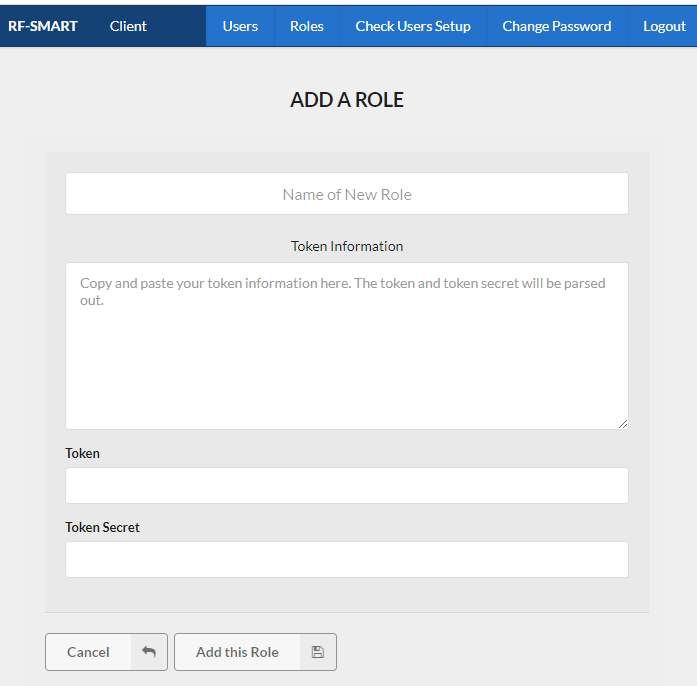 RF-SMART Client Users Roles Check Users Setup Change Password Logout
ADD A ROLE
Name of New Role
Token Information
Copy and paste your token information here. The token and token secret will be parsed
out.
Token
Token Secret
Cancel Add this Role